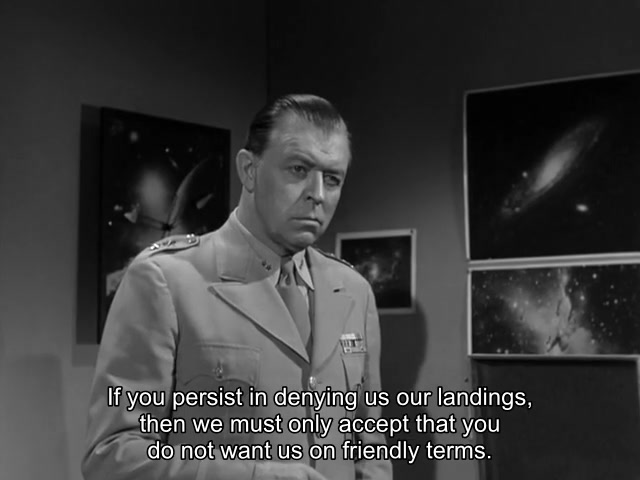 If you persist in denying us our landings,
then we must only accept that you
do not want us on friendly terms.